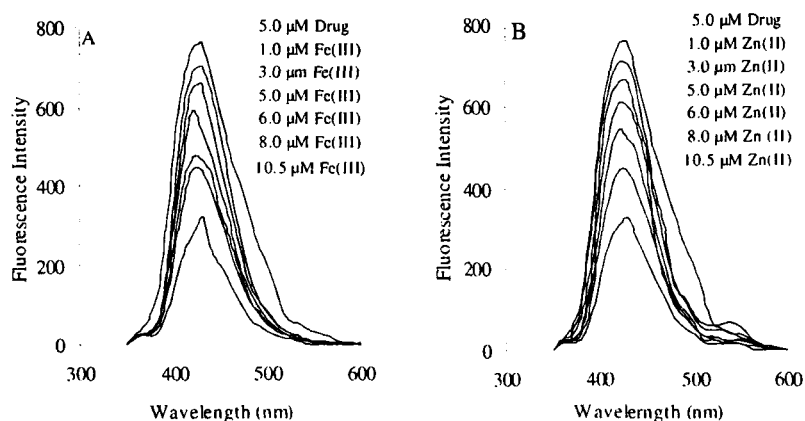 A
5.0 µM Drug
1.0 µM Fe(III)
3.0 µm Fe(III)
5.0 µM Fe(III)
6.0 µM Fe(III)
8.0 µM Fe(III)
10.5 µM Fe(III)
800
600
400
200
0
300
400
500
600
Fluorescence Intensity
Wavelength (nm)
B
5.0 µM Drug
1.0 µM Zn(II)
3.0 µm Zn(II)
5.0 µM Zn(II)
6.0 µM Zn(II)
8.0 µM Zn (II)
10.5 µM Zn(II)
800
600
400
200
0
300
400
500
600
Fluorescence Intensity
Wavelerngth (nm)